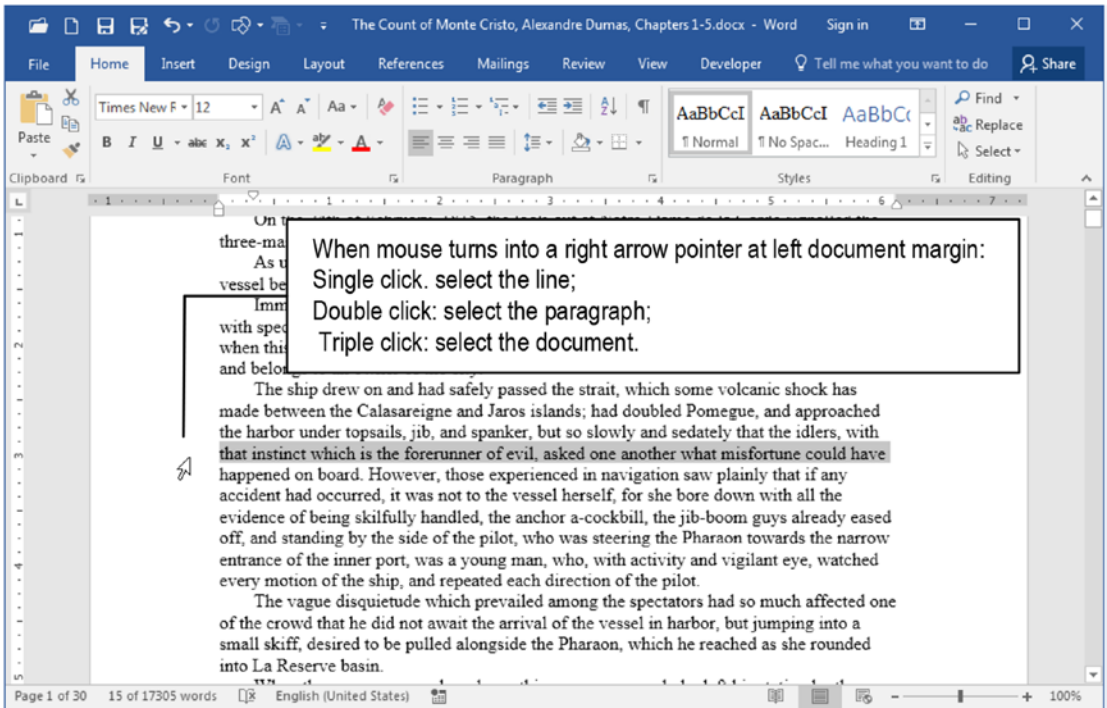 The Count of Monte Cristo, Alexandre Dumas, Chapters 1-5.docx - Word Sign in
File Home Insert Design Layout References Mailings Review View Developer Tell me what you want to do Share
Paste
Times New F 12 A A Aa
B I U abc X₂ X² A aby A
AaBbCcI AaBbCcI AaBbCc
¶ Normal ¶ No Spac... Heading 1
Find
Replace
Select
Clipboard Font Paragraph Styles Editing
1 1 2 3 4 5 6 7
On
three-ma
As u
vessel be
Imm
with spec
when this
and belon
When mouse turns into a right arrow pointer at left document margin:
Single click. select the line;
Double click: select the paragraph;
Triple click: select the document.
The ship drew on and had safely passed the strait, which some volcanic shock has
made between the Calasareigne and Jaros islands; had doubled Pomegue, and approached
the harbor under topsails, jib, and spanker, but so slowly and sedately that the idlers, with
that instinct which is the forerunner of evil, asked one another what misfortune could have
happened on board. However, those experienced in navigation saw plainly that if any
accident had occurred, it was not to the vessel herself, for she bore down with all the
evidence of being skilfully handled, the anchor a-cockbill, the jib-boom guys already eased
off, and standing by the side of the pilot, who was steering the Pharaon towards the narrow
entrance of the inner port, was a young man, who, with activity and vigilant eye, watched
every motion of the ship, and repeated each direction of the pilot.
The vague disquietude which prevailed among the spectators had so much affected one
of the crowd that he did not await the arrival of the vessel in harbor, but jumping into a
small skiff, desired to be pulled alongside the Pharaon, which he reached as she rounded
into La Reserve basin.
Page 1 of 30 15 of 17305 words English (United States) 100%